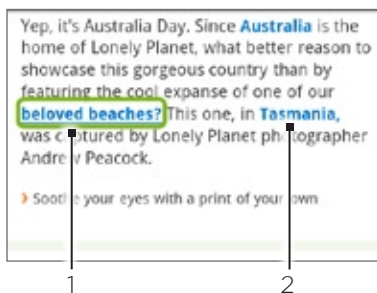 Yep, it's Australia Day. Since Australia is the
home of Lonely Planet, what better reason to
showcase this gorgeous country than by
featuring the cool expanse of one of our
beloved beaches? This one, in Tasmania,
was captured by Lonely Planet photographer
Andrew Peacock.
› Soothe your eyes with a print of your own
1 2